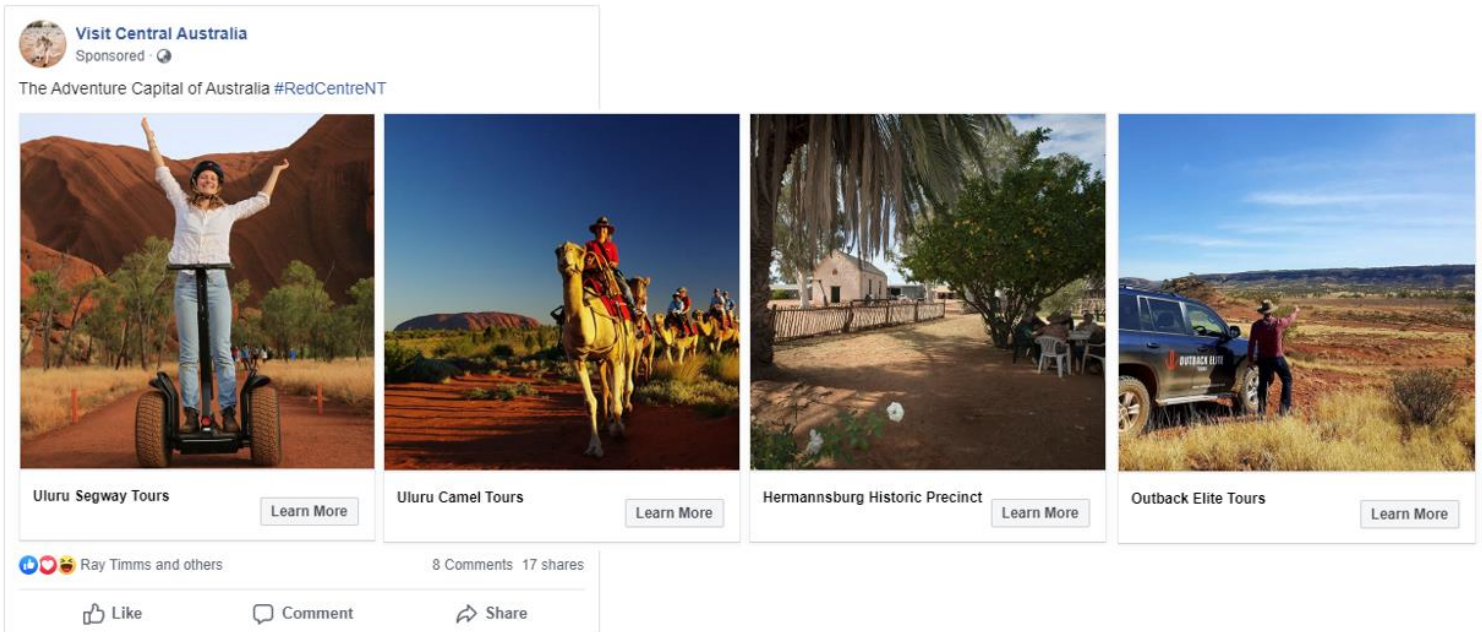 Visit Central Australia
Sponsored ·
The Adventure Capital of Australia #RedCentreNT
OUTBACK ELITE
Uluru Segway Tours
Learn More
Uluru Camel Tours
Learn More
Hermannsburg Historic Precinct
Learn More
Outback Elite Tours
Learn More
Ray Timms and others
8 Comments 17 shares
Like
Comment
Share